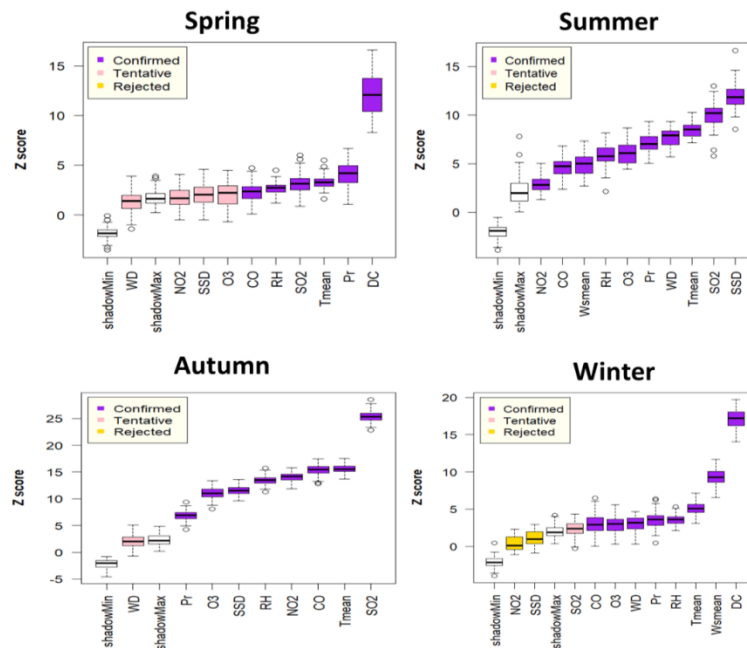 Spring
Confirmed
Tentative
Rejected
Z score
15
10
5
0
shadowMin
WD
shadowMax
NO2
SSD
O3
CO
RH
SO2
Tmean
Pr
DC
Summer
Confirmed
Tentative
Rejected
Z score
15
10
5
0
shadowMin
shadowMax
NO2
CO
Wsmean
RH
O3
Pr
WD
Tmean
SO2
SSD
Autumn
Confirmed
Tentative
Rejected
Z score
25
20
15
10
5
0
-5
shadowMin
WD
shadowMax
Pr
O3
SSD
RH
NO2
CO
Tmean
SO2
Winter
Confirmed
Tentative
Rejected
Z score
20
15
10
5
0
shadowMin
NO2
SSD
shadowMax
SO2
CO
O3
WD
Pr
RH
Tmean
Wsmean
DC